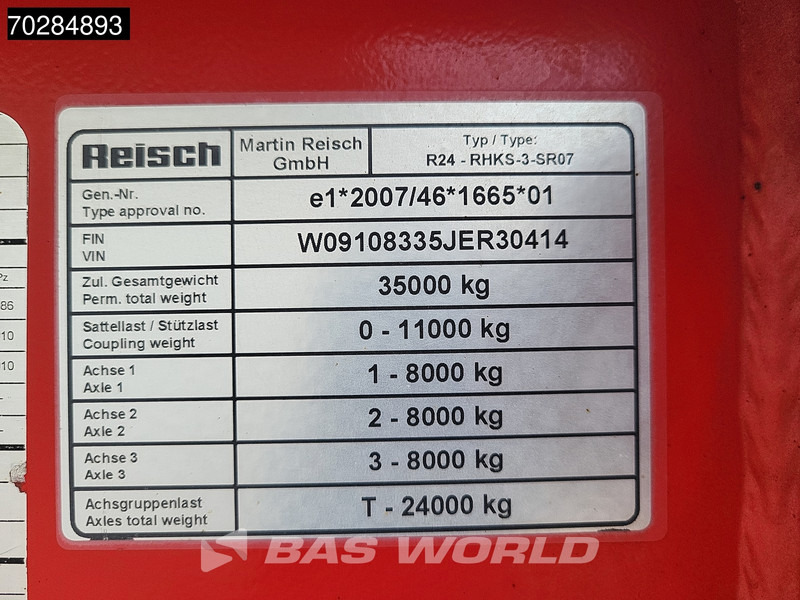 70284893
Reisch
Martin Reisch
GmbH
Typ / Type:
R24 - RHKS-3-SR07
Gen.-Nr.
Type approval no.
e1*2007/46*1665*01
FIN
VIN
W09108335JER30414
Zul. Gesamtgewicht
Perm. total weight
35000 kg
Sattellast / Stützlast
Coupling weight
0 - 11000 kg
Achse 1
Axle 1
1 - 8000 kg
Achse 2
Axle 2
2 - 8000 kg
Achse 3
Axle 3
3 - 8000 kg
Achsgruppenlast
Axles total weight
T - 24000 kg
86
10
10
BAS WORLD